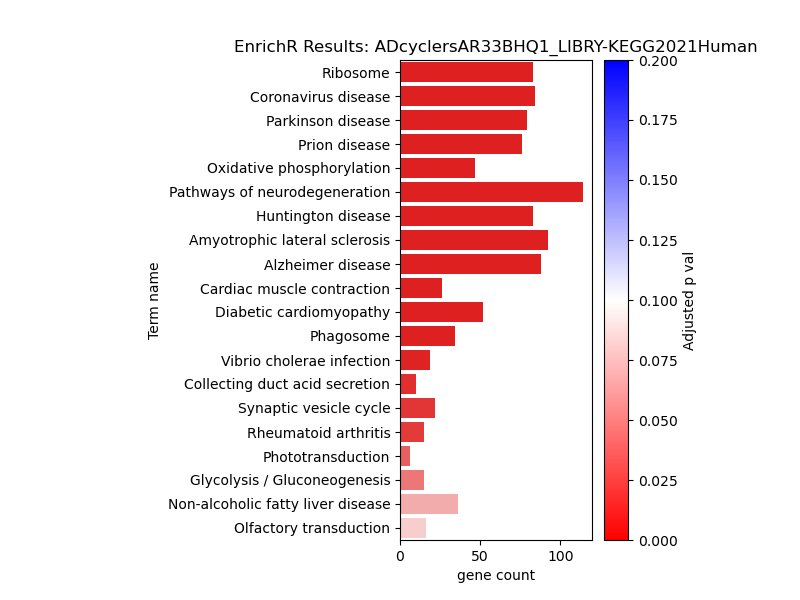 EnrichR Results: ADcyclersAR33BHQ1_LIBRY-KEGG2021Human
Ribosome
Coronavirus disease
Parkinson disease
Prion disease
Oxidative phosphorylation
Pathways of neurodegeneration
Huntington disease
Amyotrophic lateral sclerosis
Alzheimer disease
Cardiac muscle contraction
Diabetic cardiomyopathy
Phagosome
Vibrio cholerae infection
Collecting duct acid secretion
Synaptic vesicle cycle
Rheumatoid arthritis
Phototransduction
Glycolysis / Gluconeogenesis
Non-alcoholic fatty liver disease
Olfactory transduction
Term name
0 50 100
gene count
0.200
0.175
0.150
0.125
0.100
0.075
0.050
0.025
0.000
Adjusted p val